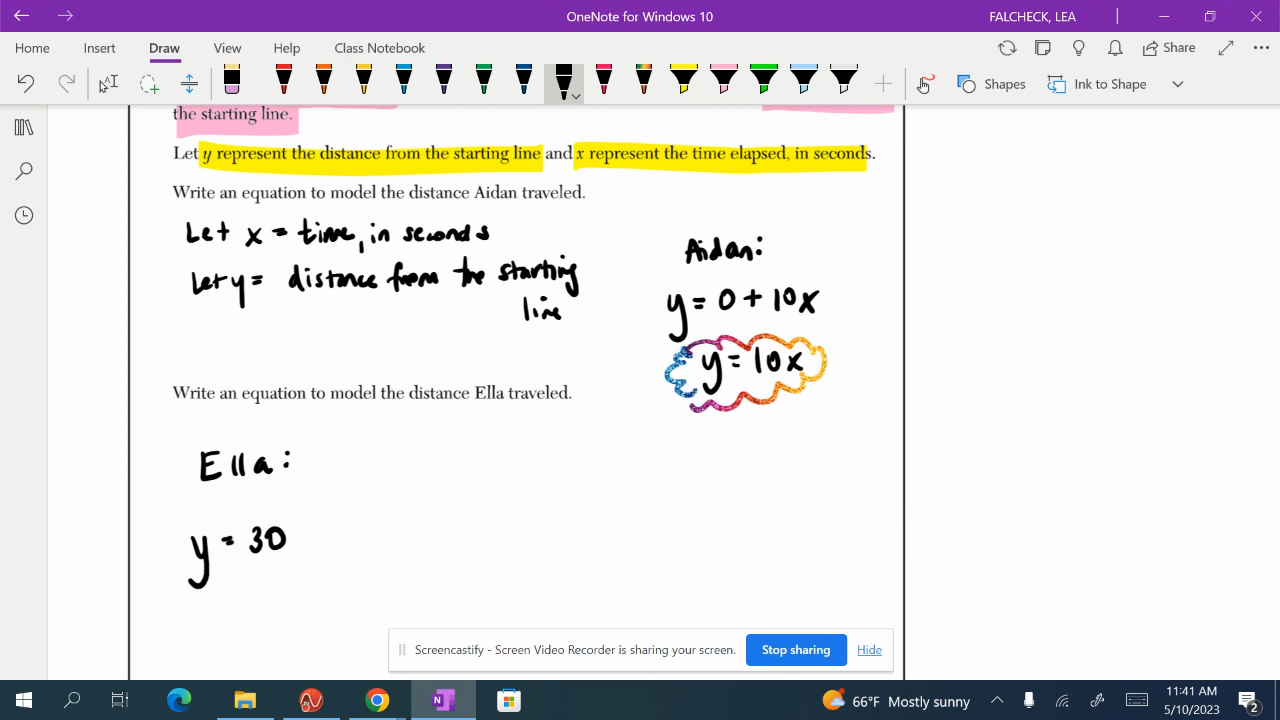 OneNote for Windows 10
FALCHECK, LEA
Home Insert Draw View Help Class Notebook
Share
Shapes
Ink to Shape
the starting line.
Let y represent the distance from the starting line and x represent the time elapsed, in seconds.
Write an equation to model the distance Aidan traveled.
Let x = time, in seconds
Let y = distance from the starting
line
Aidan:
y = 0 + 10x
y = 10x
Write an equation to model the distance Ella traveled.
Ella:
y = 30
Screencastify - Screen Video Recorder is sharing your screen.
Stop sharing
Hide
66°F Mostly sunny
11:41 AM
5/10/2023
2